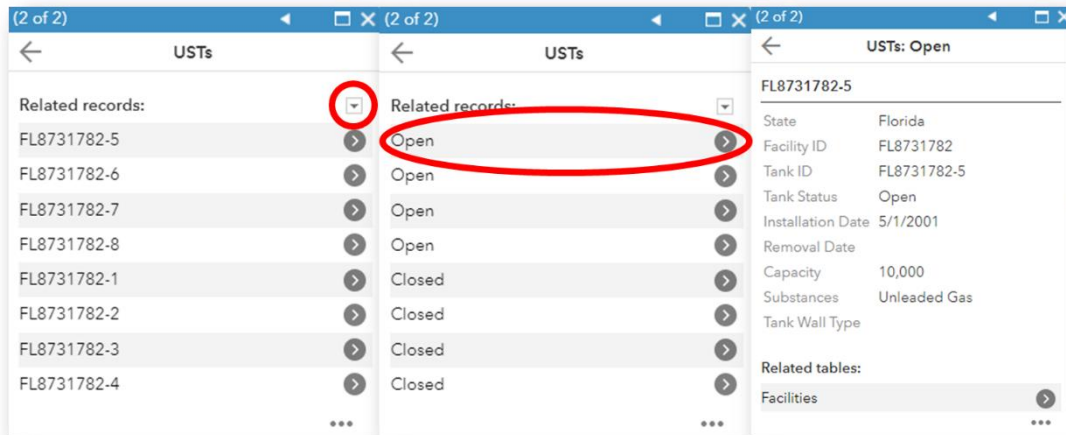 (2 of 2)
USTs
Related records:
FL8731782-5
FL8731782-6
FL8731782-7
FL8731782-8
FL8731782-1
FL8731782-2
FL8731782-3
FL8731782-4
(2 of 2)
USTs
Related records:
Open
Open
Open
Open
Closed
Closed
Closed
Closed
(2 of 2)
USTs: Open
FL8731782-5
State Florida
Facility ID FL8731782
Tank ID FL8731782-5
Tank Status Open
Installation Date 5/1/2001
Removal Date
Capacity 10,000
Substances Unleaded Gas
Tank Wall Type
Related tables:
Facilities